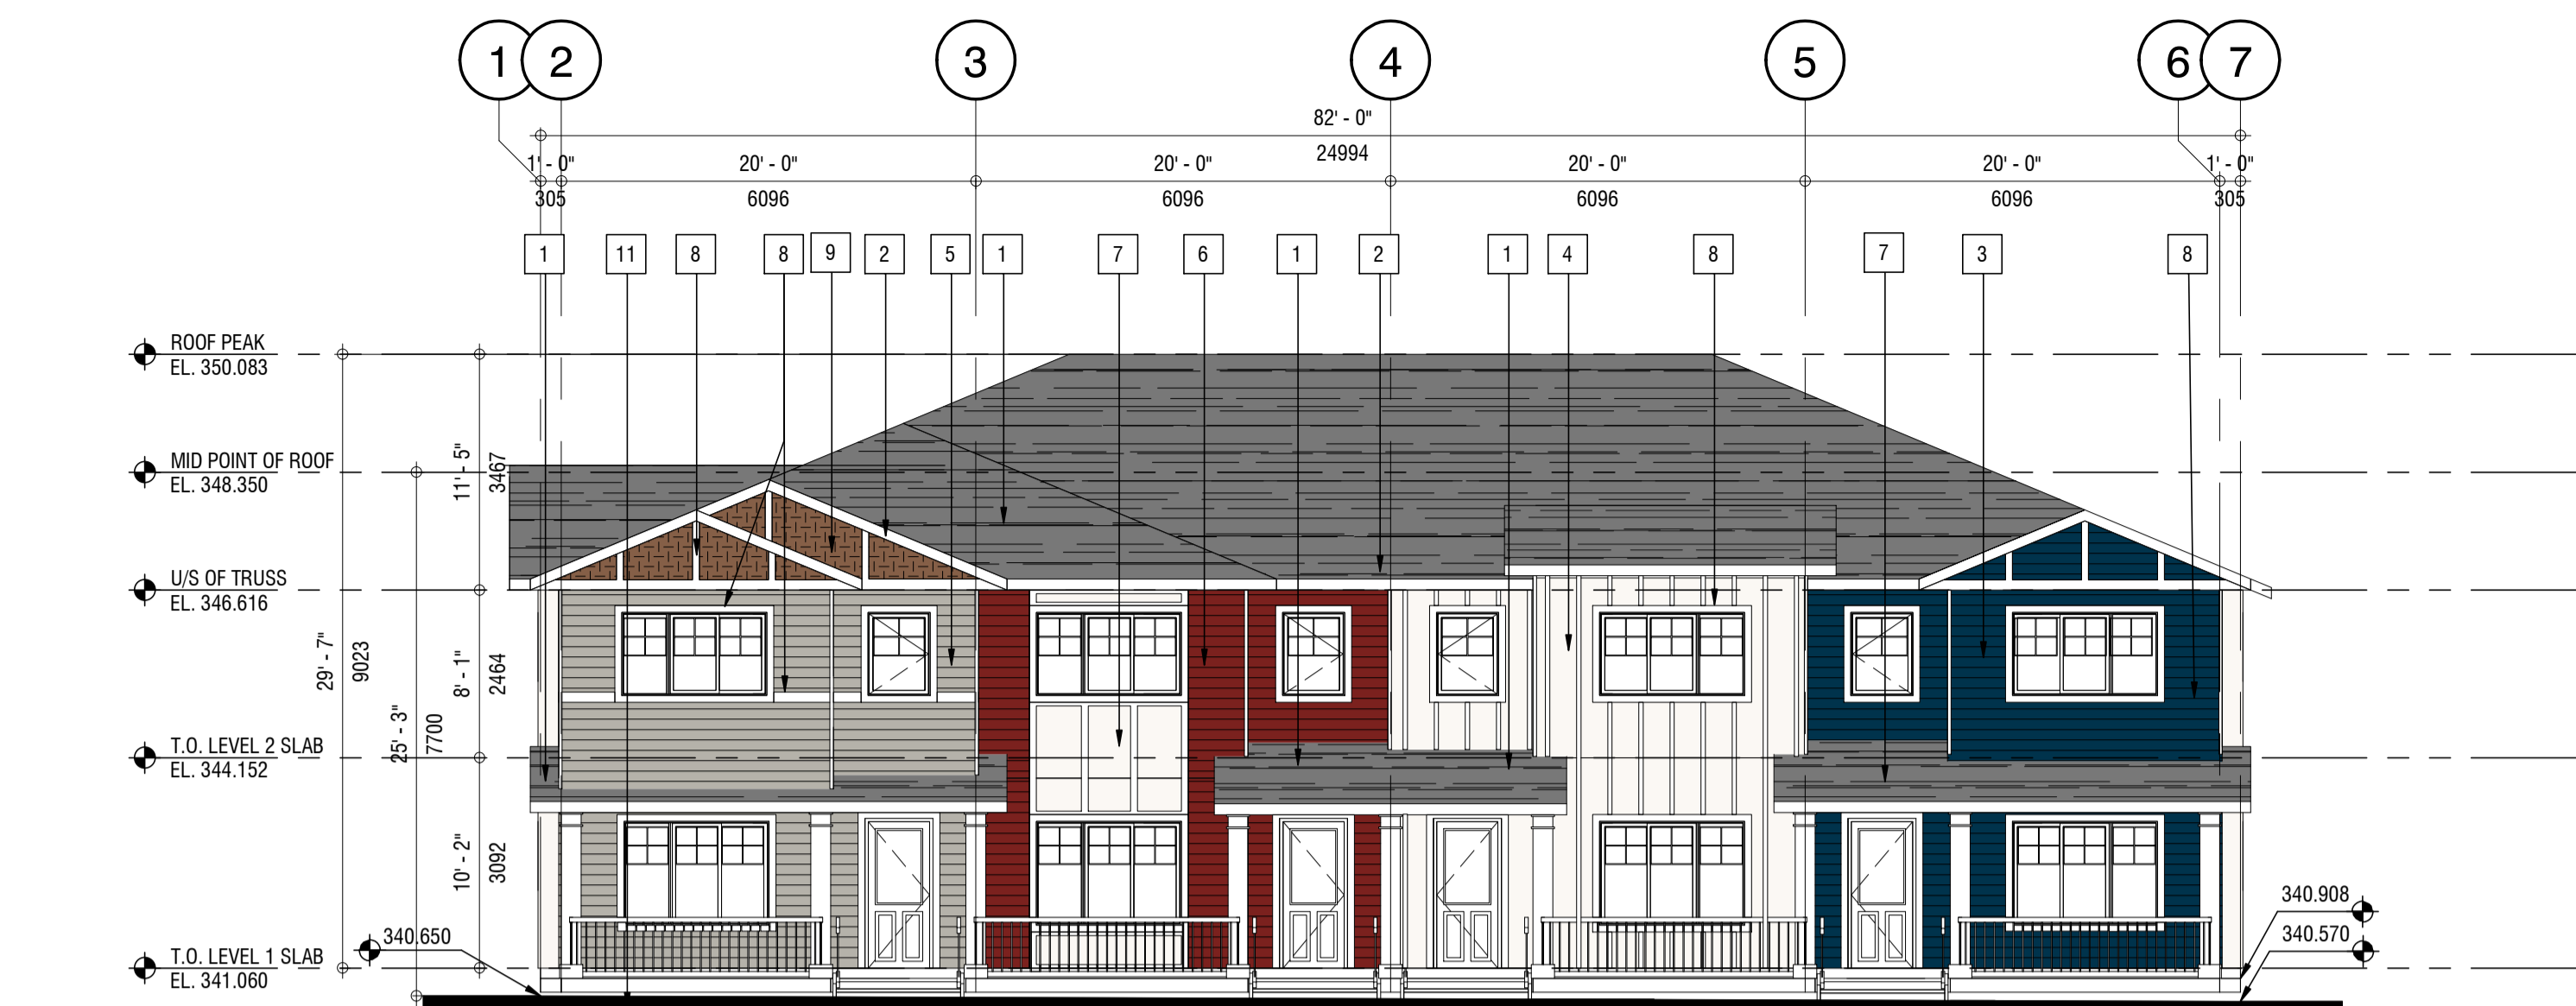 1 2 3 4 5 6 7
82' - 0"
24994
1' - 0" 20' - 0" 20' - 0" 20' - 0" 20' - 0" 1' - 0"
305 6096 6096 6096 6096 305
1 11 8 8 9 2 5 1 7 6 1 2 1 4 8 7 3 8
ROOF PEAK
EL. 350.083
MID POINT OF ROOF
EL. 348.350
11' - 5"
3467
U/S OF TRUSS
EL. 346.616
29' - 7"
9023
8' - 1"
2464
25' - 3"
7700
T.O. LEVEL 2 SLAB
EL. 344.152
10' - 2"
3092
340.650
T.O. LEVEL 1 SLAB
EL. 341.060
340.908
340.570